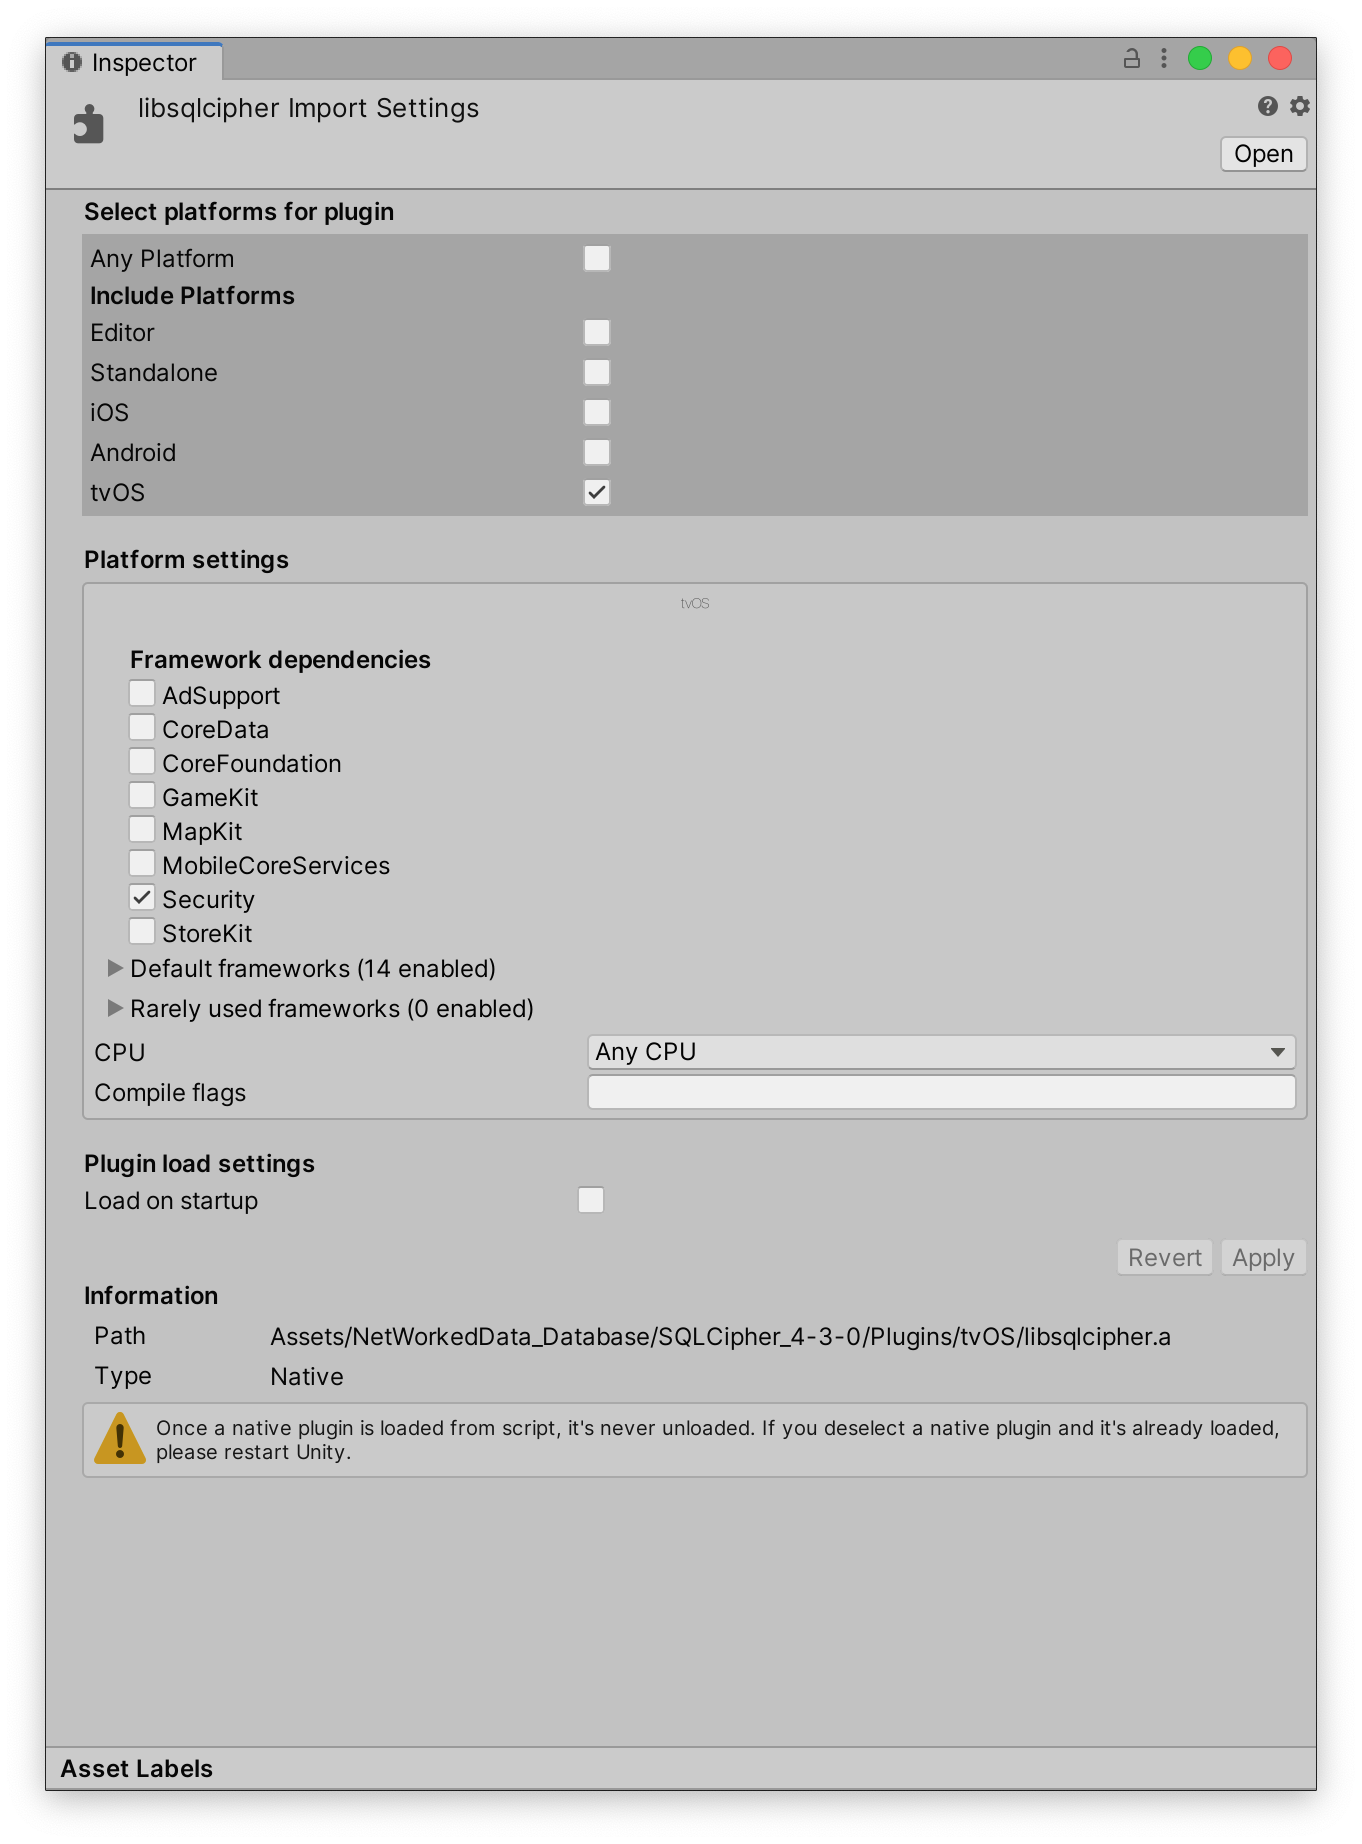 Inspector
libsqlcipher Import Settings
Open
Select platforms for plugin
Any Platform
Include Platforms
Editor
Standalone
iOS
Android
tvOS
Platform settings
tvOS
Framework dependencies
AdSupport
CoreData
CoreFoundation
GameKit
MapKit
MobileCoreServices
Security
StoreKit
Default frameworks (14 enabled)
Rarely used frameworks (0 enabled)
CPU Any CPU
Compile flags
Plugin load settings
Load on startup
Revert Apply
Information
Path Assets/NetWorkedData_Database/SQLCipher_4-3-0/Plugins/tvOS/libsqlcipher.a
Type Native
Once a native plugin is loaded from script, it's never unloaded. If you deselect a native plugin and it's already loaded,
please restart Unity.
Asset Labels